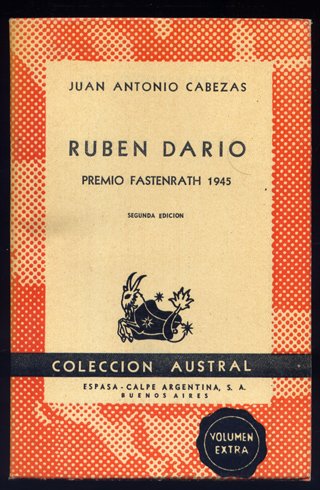 JUAN ANTONIO CABEZAS
RUBEN DARIO
PREMIO FASTENRATH 1945
SEGUNDA EDICION
COLECCION AUSTRAL
ESPASA-CALPE ARGENTINA, S. A.
BUENOS AIRES
VOLUMEN
EXTRA